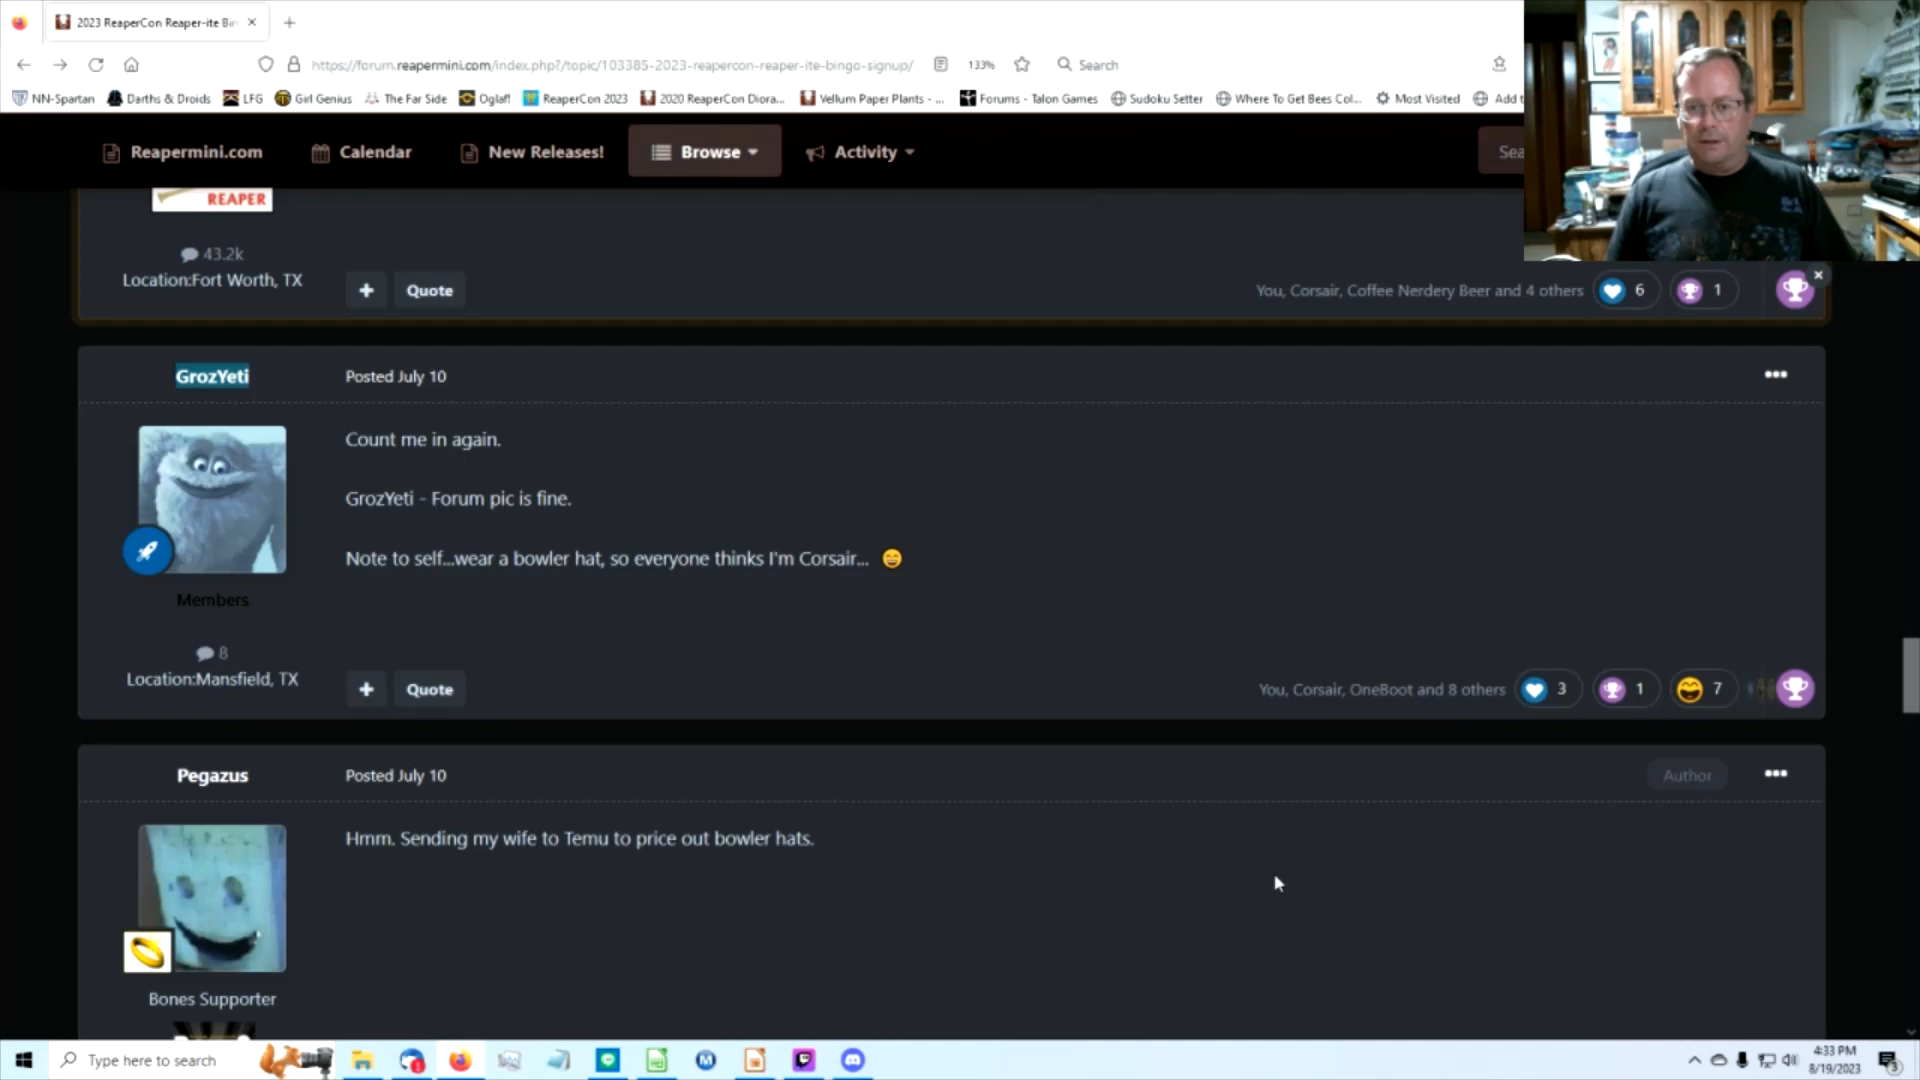 2023 ReaperCon Reaper-ite Bin
https://forum.reapermini.com/index.php?/topic/103385-2023-reapercon-reaper-ite-bingo-signup/
133%
Search
NN-Spartan
Darths & Droids
LFG
Girl Genius
The Far Side
Oglaf!
ReaperCon 2023
2020 ReaperCon Diora...
Vellum Paper Plants - ...
Forums - Talon Games
Sudoku Setter
Where To Get Bees Col...
Most Visited
Add t
Reapermini.com
Calendar
New Releases!
Browse
Activity
Sea
REAPER
43.2k
Location:Fort Worth, TX
+
Quote
You, Corsair, Coffee Nerdery Beer and 4 others
6
1
GrozYeti
Posted July 10
Count me in again.
GrozYeti - Forum pic is fine.
Note to self...wear a bowler hat, so everyone thinks I'm Corsair...
Members
8
Location:Mansfield, TX
+
Quote
You, Corsair, OneBoot and 8 others
3
1
7
Pegazus
Posted July 10
Author
Hmm. Sending my wife to Temu to price out bowler hats.
Bones Supporter
Type here to search
4:33 PM
8/19/2023
3